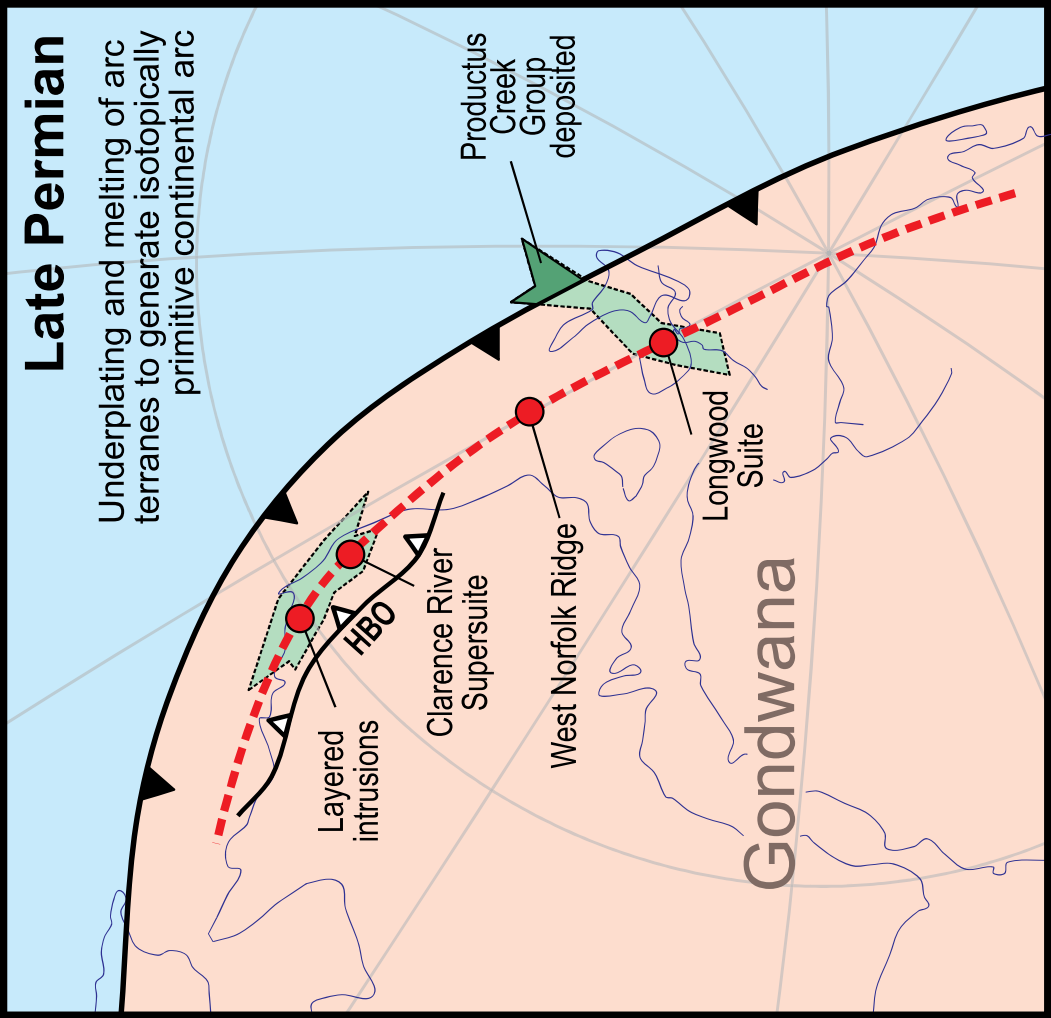 Late Permian
Underplating and melting of arc
terranes to generate isotopically
primitive continental arc
Productus
Creek
Group
deposited
Longwood
Suite
West Norfolk Ridge
Clarence River
Supersuite
HBO
Layered
intrusions
Gondwana